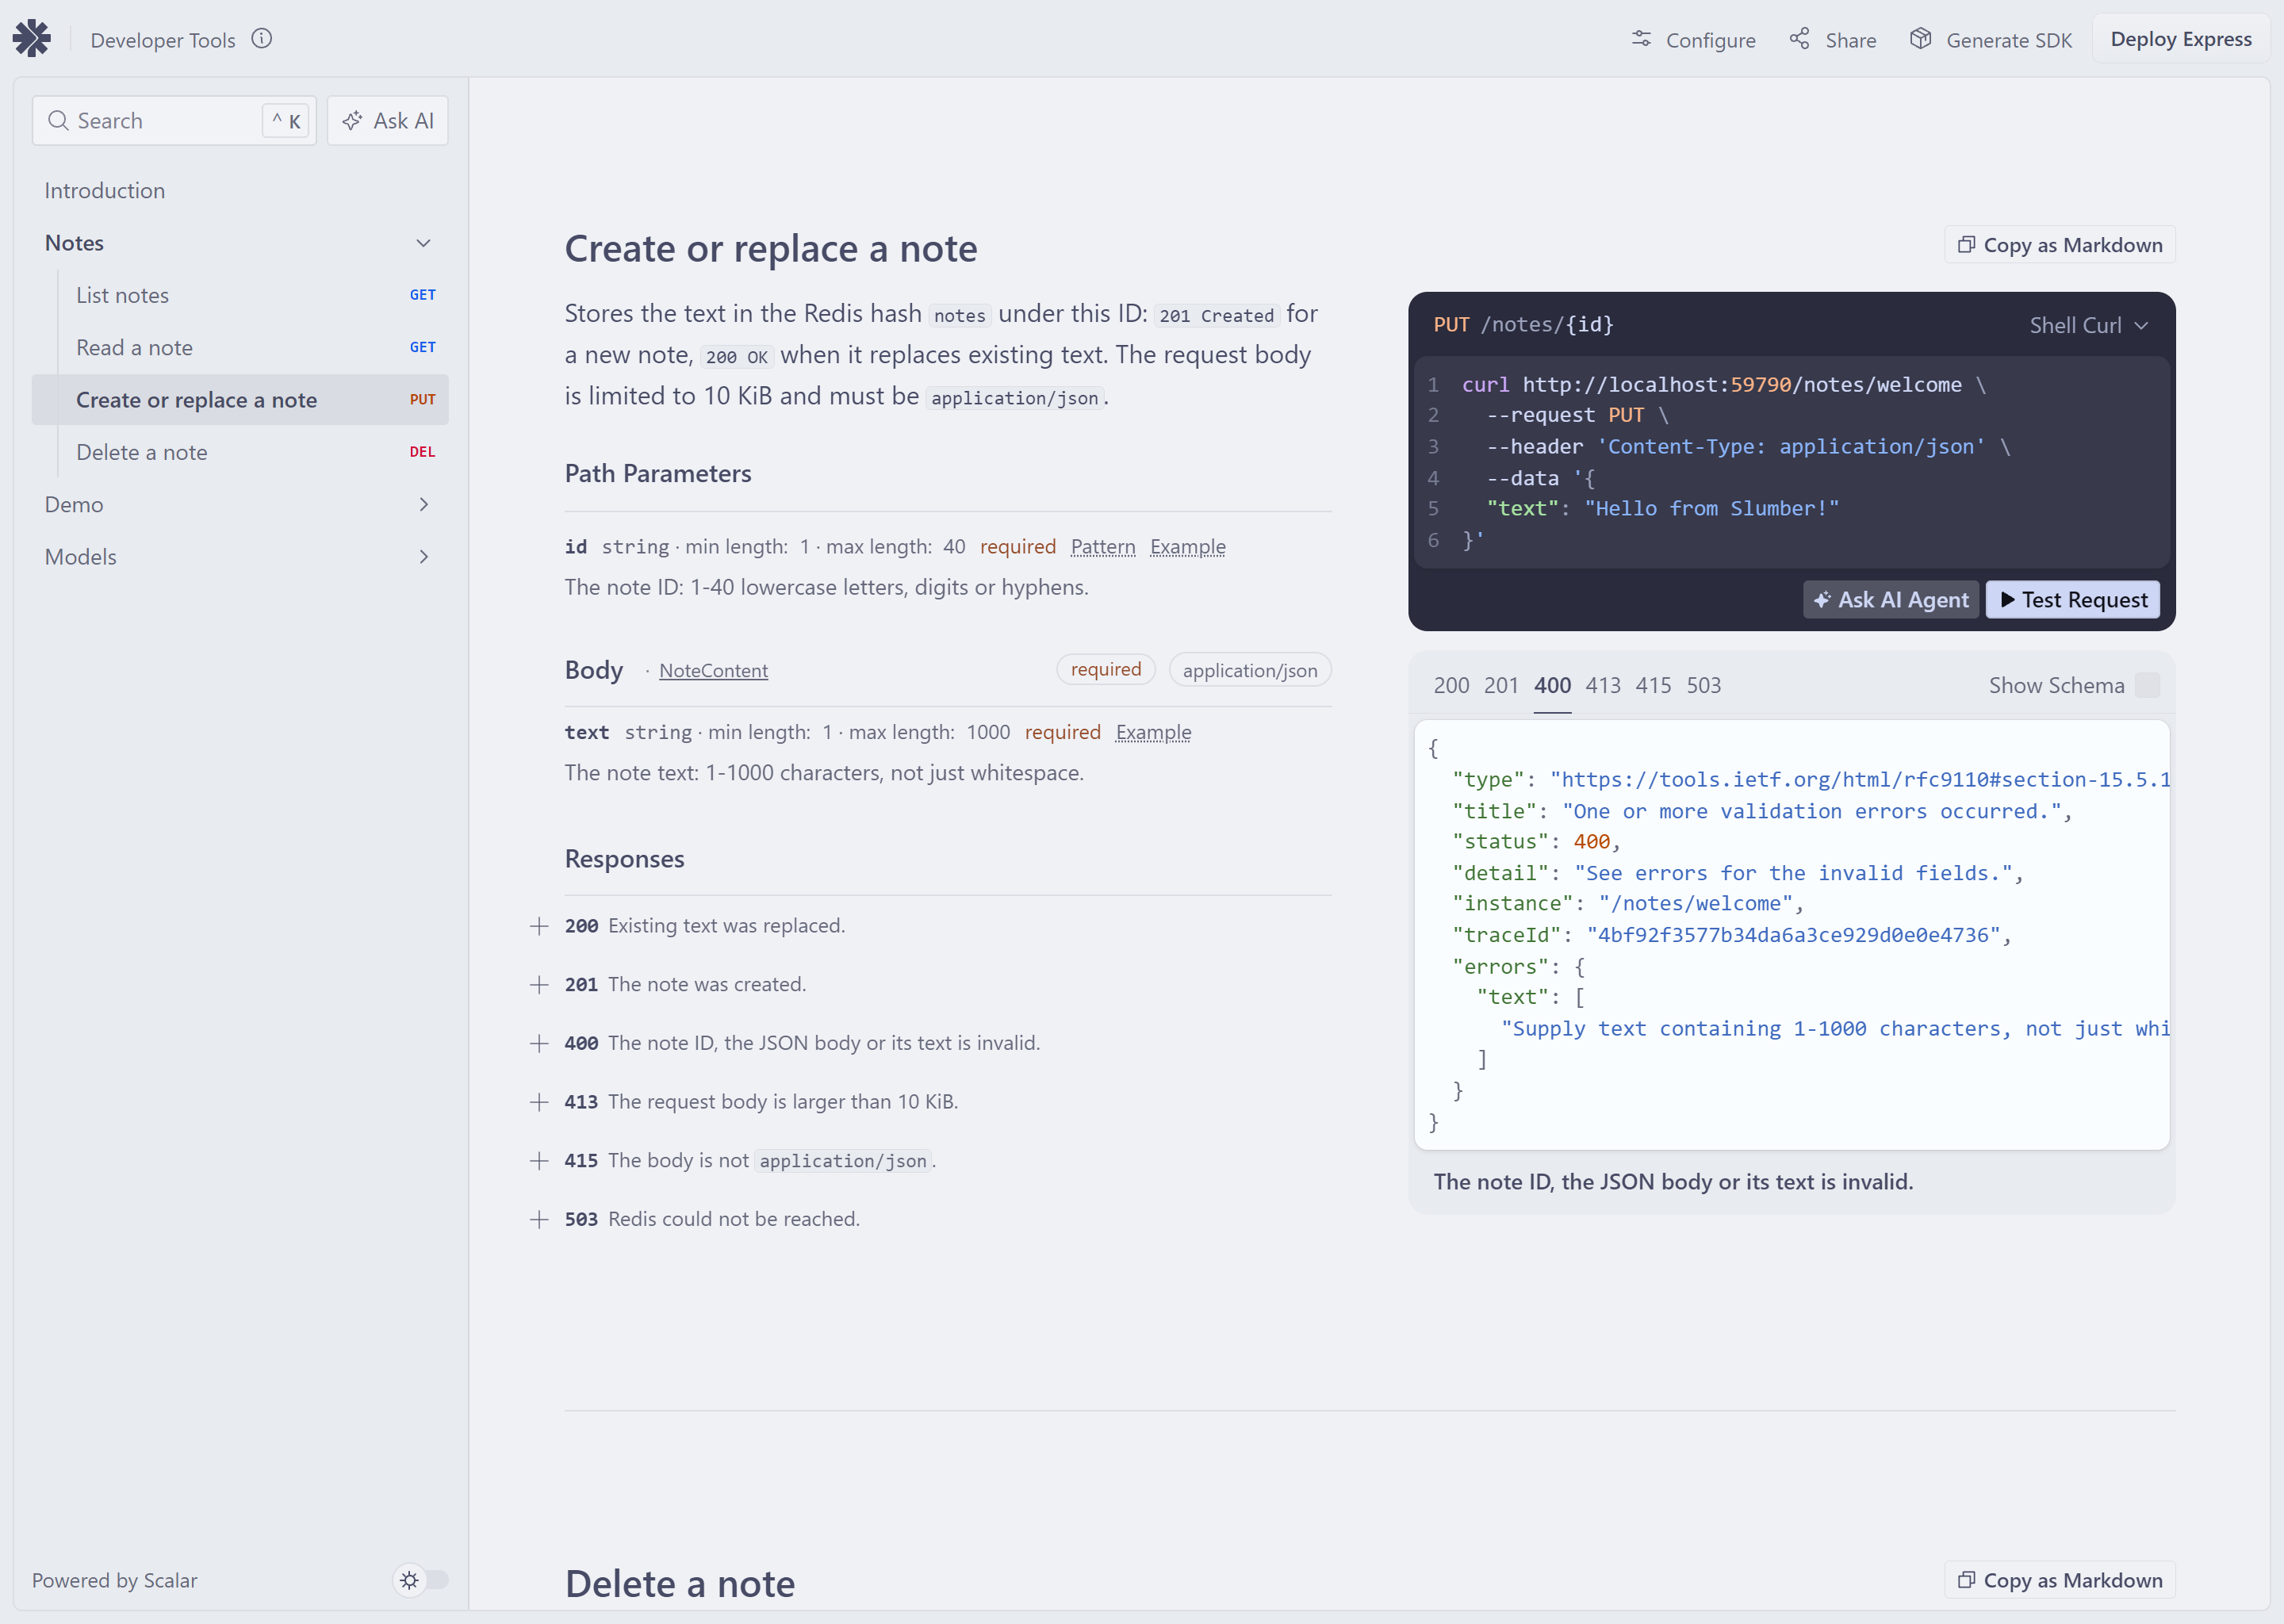 Developer Tools
Configure
Share
Generate SDK
Deploy Express
Search
^ K
Ask AI
Introduction
Notes
List notes GET
Read a note GET
Create or replace a note PUT
Delete a note DEL
Demo
Models
Powered by Scalar
Create or replace a note
Copy as Markdown
Stores the text in the Redis hash notes under this ID: 201 Created for
a new note, 200 OK when it replaces existing text. The request body
is limited to 10 KiB and must be application/json.
Path Parameters
id string · min length: 1 · max length: 40 required Pattern Example
The note ID: 1-40 lowercase letters, digits or hyphens.
Body · NoteContent required application/json
text string · min length: 1 · max length: 1000 required Example
The note text: 1-1000 characters, not just whitespace.
Responses
200 Existing text was replaced.
201 The note was created.
400 The note ID, the JSON body or its text is invalid.
413 The request body is larger than 10 KiB.
415 The body is not application/json.
503 Redis could not be reached.
PUT /notes/{id}
Shell Curl
1 curl http://localhost:59790/notes/welcome \
2 --request PUT \
3 --header 'Content-Type: application/json' \
4 --data '{
5 "text": "Hello from Slumber!"
6 }'
Ask AI Agent
Test Request
200 201 400 413 415 503
Show Schema
{
"type": "https://tools.ietf.org/html/rfc9110#section-15.5.1
"title": "One or more validation errors occurred.",
"status": 400,
"detail": "See errors for the invalid fields.",
"instance": "/notes/welcome",
"traceId": "4bf92f3577b34da6a3ce929d0e0e4736",
"errors": {
"text": [
"Supply text containing 1-1000 characters, not just whi
]
}
}
The note ID, the JSON body or its text is invalid.
Delete a note
Copy as Markdown